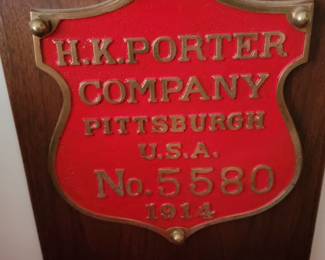 H.K.PORTER
COMPANY
PITTSBURGH
U.S.A.
No.5580
1914